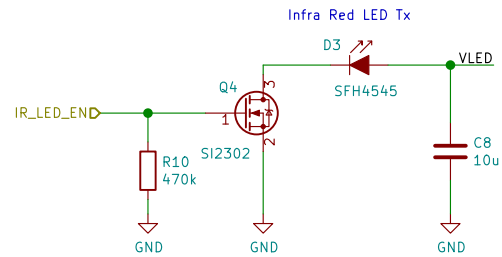 Infra Red LED Tx
D3
VLED
SFH4545
Q4
3
IR_LED_EN
1
SI2302
2
R10
470k
C8
10u
GND
GND
GND